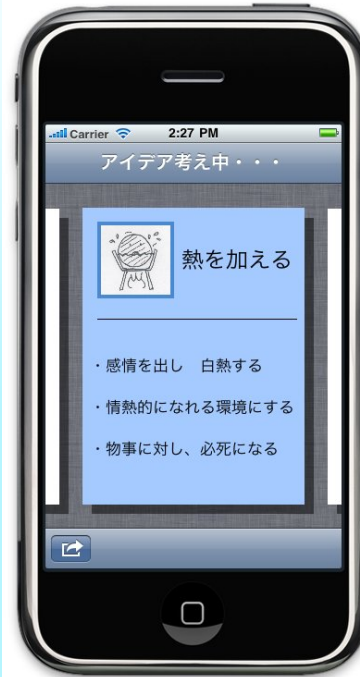 Carrier 2:27 PM
アイデア考え中・・・
熱を加える
・感情を出し　白熱する
・情熱的になれる環境にする
・物事に対し、必死になる